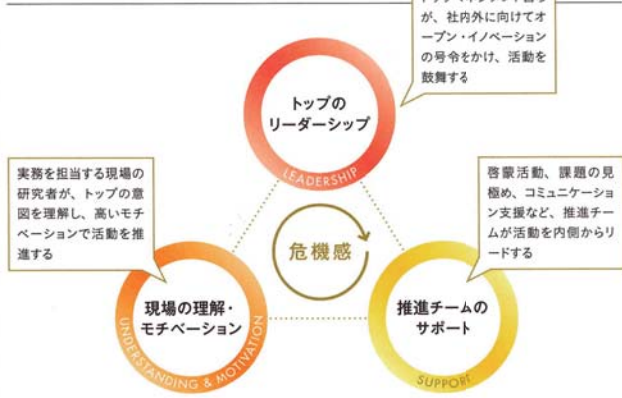 が、社内外に向けてオ
ープン・イノベーション
の号令をかけ、活動を
鼓舞する
トップの
リーダーシップ
LEADERSHIP
実務を担当する現場の
研究者が、トップの意
図を理解し、高いモチ
ベーションで活動を推
進する
啓蒙活動、課題の見
極め、コミュニケーショ
ン支援など、推進チー
ムが活動を内側からリ
ードする
危機感
現場の理解・
モチベーション
UNDERSTANDING & MOTIVATION
推進チームの
サポート
SUPPORT